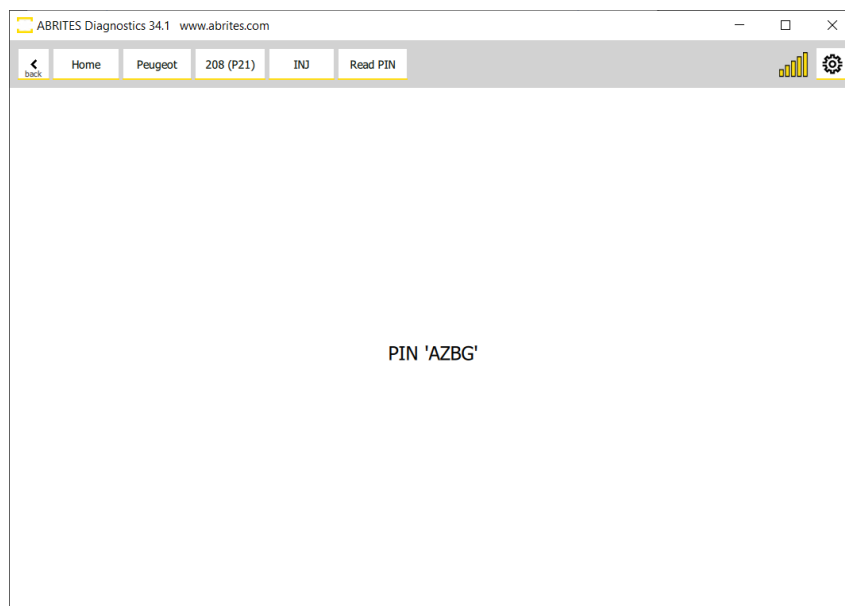 ABRITES Diagnostics 34.1 www.abrites.com
back Home Peugeot 208 (P21) INJ Read PIN
PIN 'AZBG'